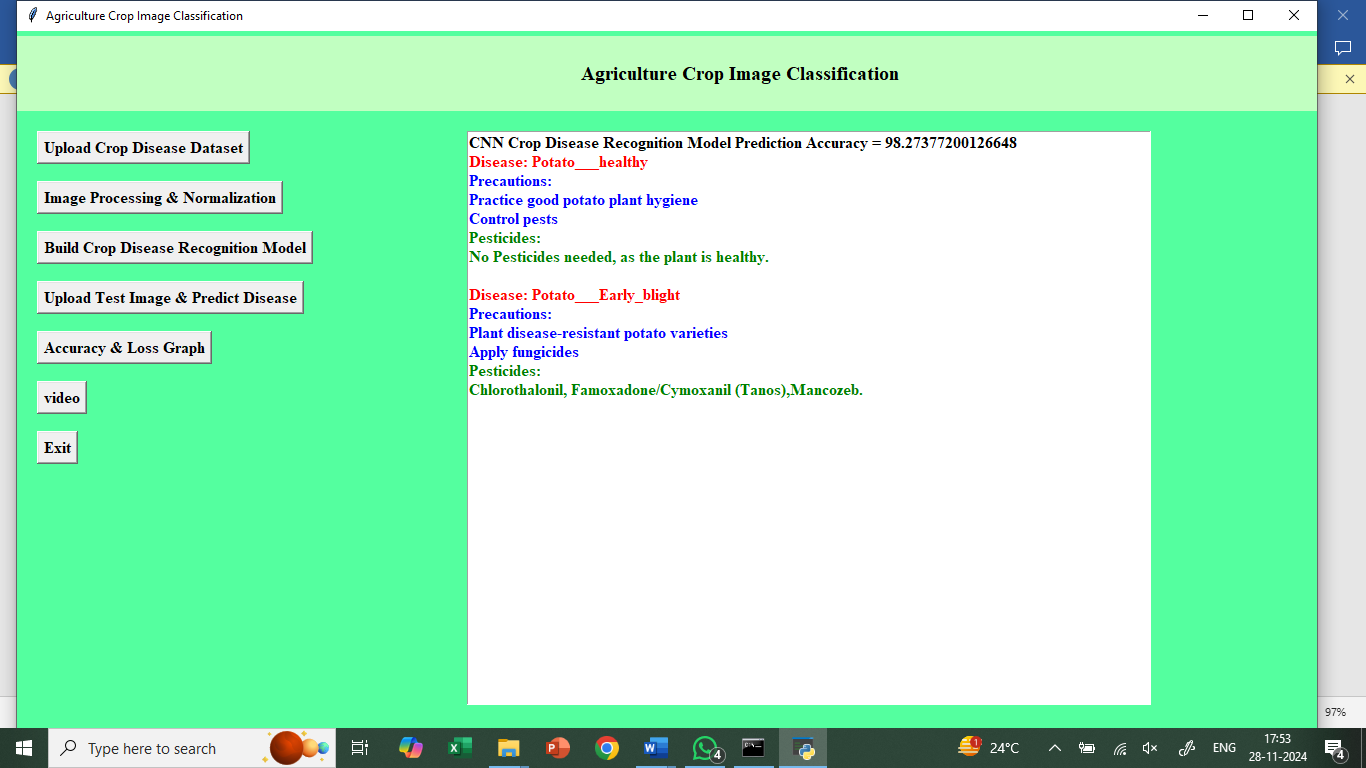 Agriculture Crop Image Classification
Agriculture Crop Image Classification
Upload Crop Disease Dataset
Image Processing & Normalization
Build Crop Disease Recognition Model
Upload Test Image & Predict Disease
Accuracy & Loss Graph
video
Exit
CNN Crop Disease Recognition Model Prediction Accuracy = 98.27377200126648
Disease: Potato___healthy
Precautions:
Practice good potato plant hygiene
Control pests
Pesticides:
No Pesticides needed, as the plant is healthy.
Disease: Potato___Early_blight
Precautions:
Plant disease-resistant potato varieties
Apply fungicides
Pesticides:
Chlorothalonil, Famoxadone/Cymoxanil (Tanos),Mancozeb.
97%
Type here to search
4
1
24°C
ENG
17:53
28-11-2024
4